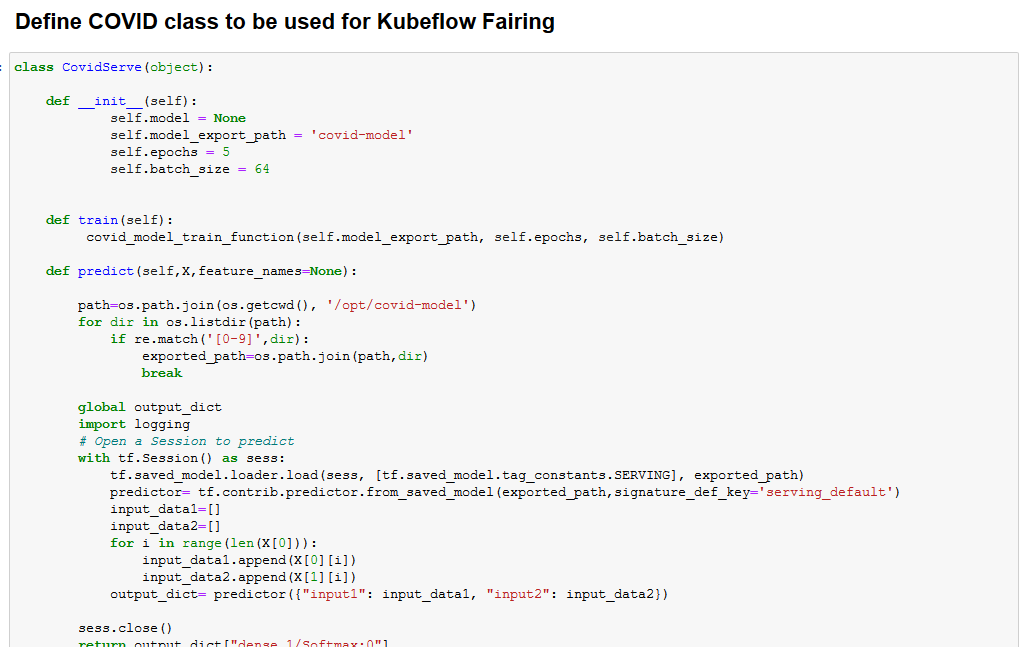 Define COVID class to be used for Kubeflow Fairing
class CovidServe(object):
def __init__(self):
self.model = None
self.model_export_path = 'covid-model'
self.epochs = 5
self.batch_size = 64
def train(self):
covid_model_train_function(self.model_export_path, self.epochs, self.batch_size)
def predict(self,X,feature_names=None):
path=os.path.join(os.getcwd(), '/opt/covid-model')
for dir in os.listdir(path):
if re.match('[0-9]',dir):
exported_path=os.path.join(path,dir)
break
global output_dict
import logging
# Open a Session to predict
with tf.Session() as sess:
tf.saved_model.loader.load(sess, [tf.saved_model.tag_constants.SERVING], exported_path)
predictor= tf.contrib.predictor.from_saved_model(exported_path,signature_def_key='serving_default')
input_data1=[]
input_data2=[]
for i in range(len(X[0])):
input_data1.append(X[0][i])
input_data2.append(X[1][i])
output_dict= predictor({"input1": input_data1, "input2": input_data2})
sess.close()
return output_dict["dense_1/Softmax:0"]